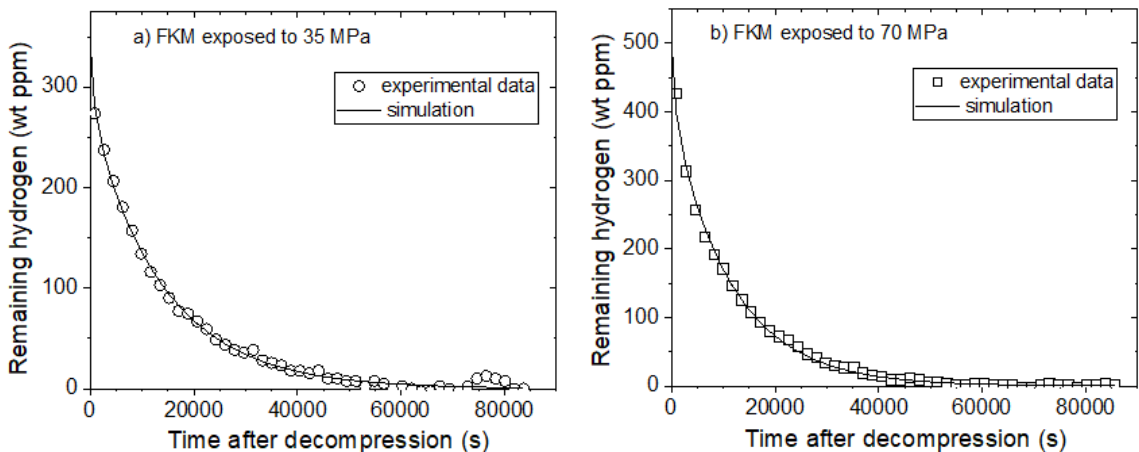 a) FKM exposed to 35 MPa
experimental data
simulation
Remaining hydrogen (wt ppm)
300
200
100
0
0
20000
40000
60000
80000
Time after decompression (s)
b) FKM exposed to 70 MPa
experimental data
simulation
Remaining hydrogen (wt ppm)
500
400
300
200
100
0
0
20000
40000
60000
80000
Time after decompression (s)